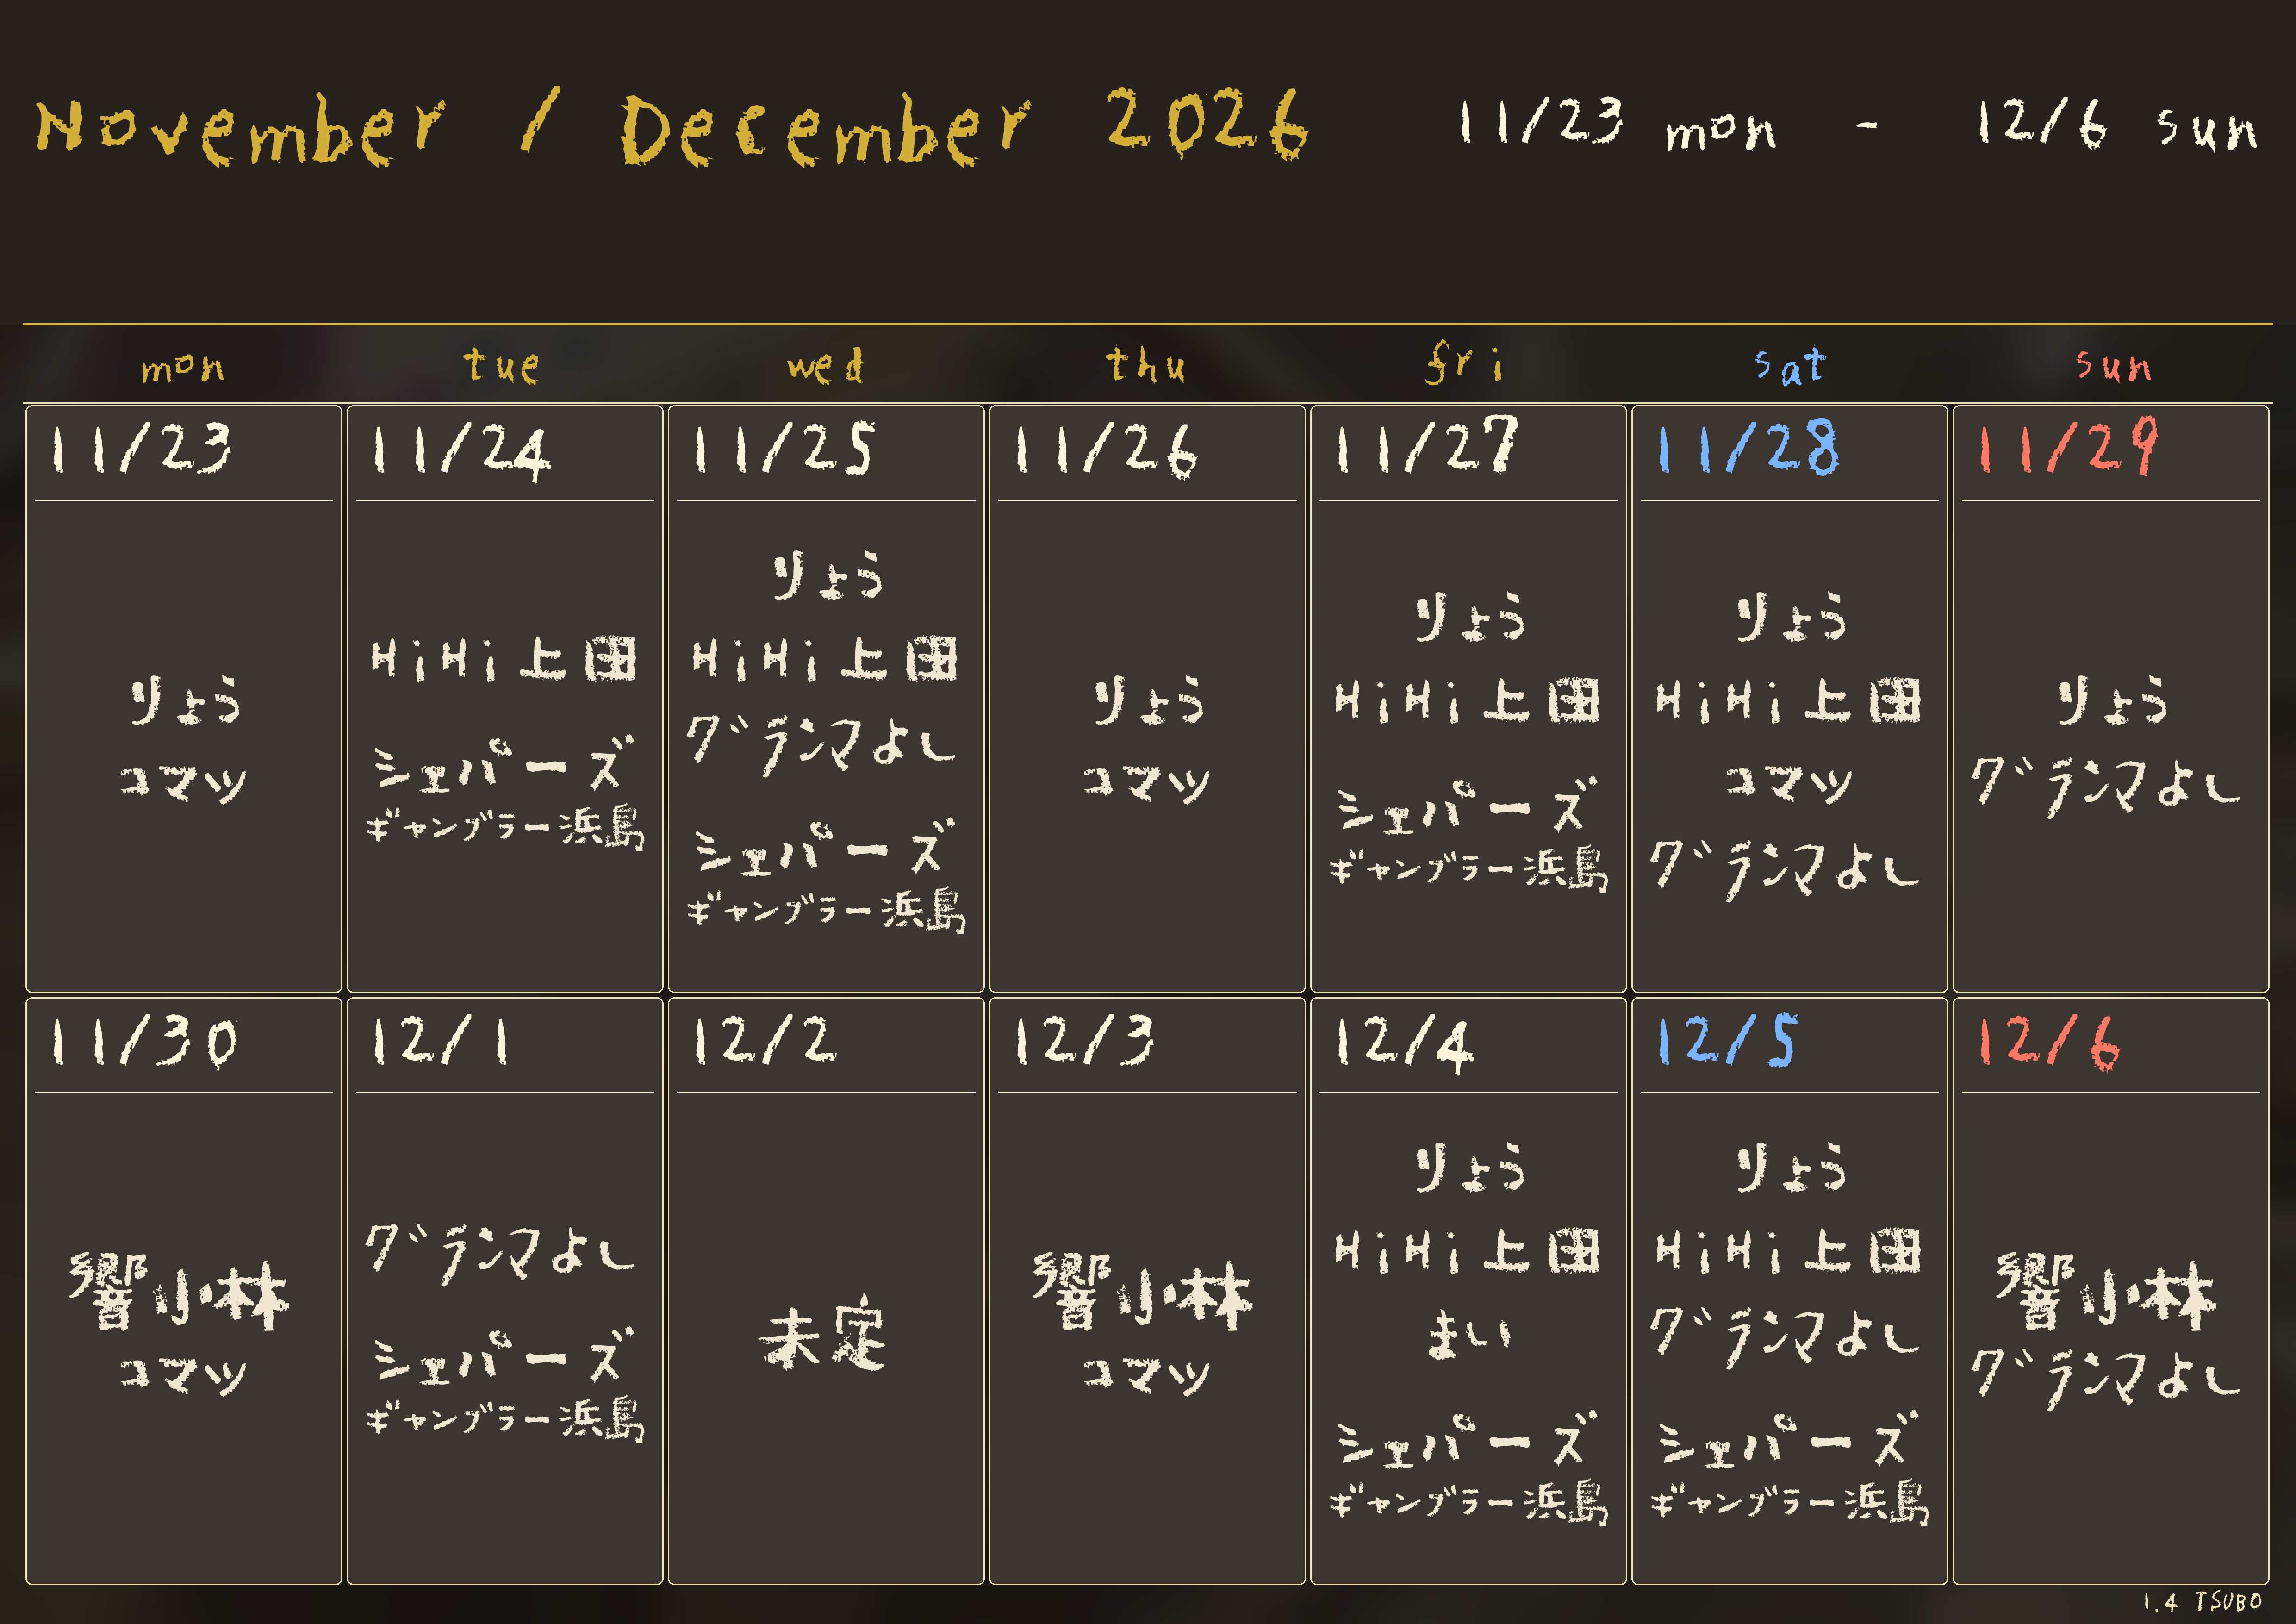 November / December 2026 11/23 mon - 12/6 sun
mon tue wed thu fri sat sun
11/23
りょう
コマツ
11/24
HiHi上田
シェパーズ
ギャンブラー浜島
11/25
りょう
HiHi上田
グランマよし
シェパーズ
ギャンブラー浜島
11/26
りょう
コマツ
11/27
りょう
HiHi上田
シェパーズ
ギャンブラー浜島
11/28
りょう
HiHi上田
コマツ
グランマよし
11/29
りょう
グランマよし
11/30
響小林
コマツ
12/1
グランマよし
シェパーズ
ギャンブラー浜島
12/2
未定
12/3
響小林
コマツ
12/4
りょう
HiHi上田
まい
シェパーズ
ギャンブラー浜島
12/5
りょう
HiHi上田
グランマよし
シェパーズ
ギャンブラー浜島
12/6
響小林
グランマよし
1.4 TSUBO